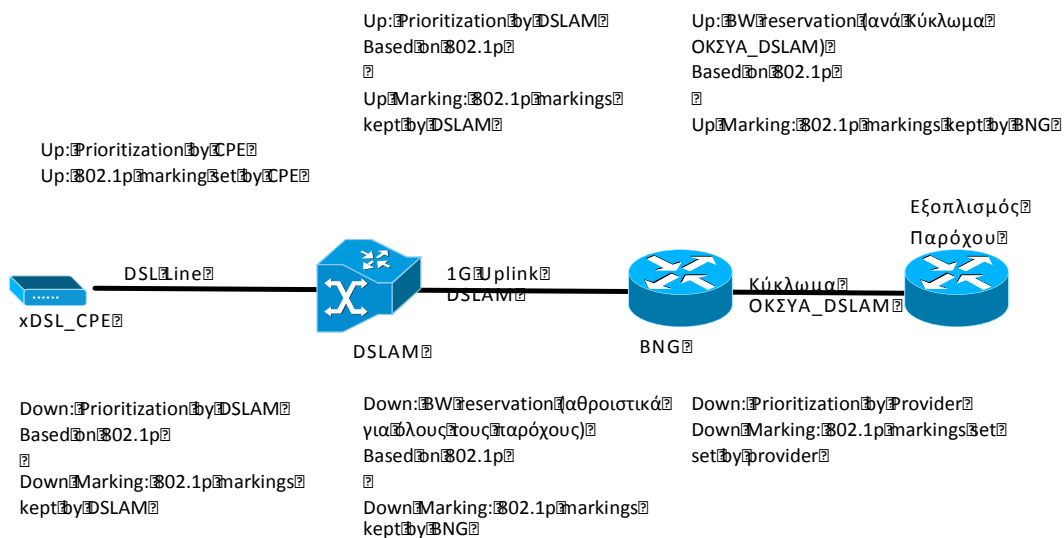 Up: Prioritization by DSLAM
Based on 802.1p
Up Marking: 802.1p markings
kept by DSLAM
Up: BW reservation (ανά Κύκλωμα
ΟΚΣΥΑ_DSLAM)
Based on 802.1p
Up Marking: 802.1p markings kept by BNG
Up: Prioritization by CPE
Up: 802.1p marking set by CPE
Εξοπλισμός
Παρόχου
DSL Line
1G Uplink
DSLAM
Κύκλωμα
ΟΚΣΥΑ_DSLAM
xDSL_CPE
DSLAM
BNG
Down: Prioritization by DSLAM
Based on 802.1p
Down Marking: 802.1p markings
kept by DSLAM
Down: BW reservation (αθροιστικά
για όλους τους παρόχους)
Based on 802.1p
Down Marking: 802.1p markings
kept by BNG
Down: Prioritization by Provider
Down Marking: 802.1p markings set
set by provider